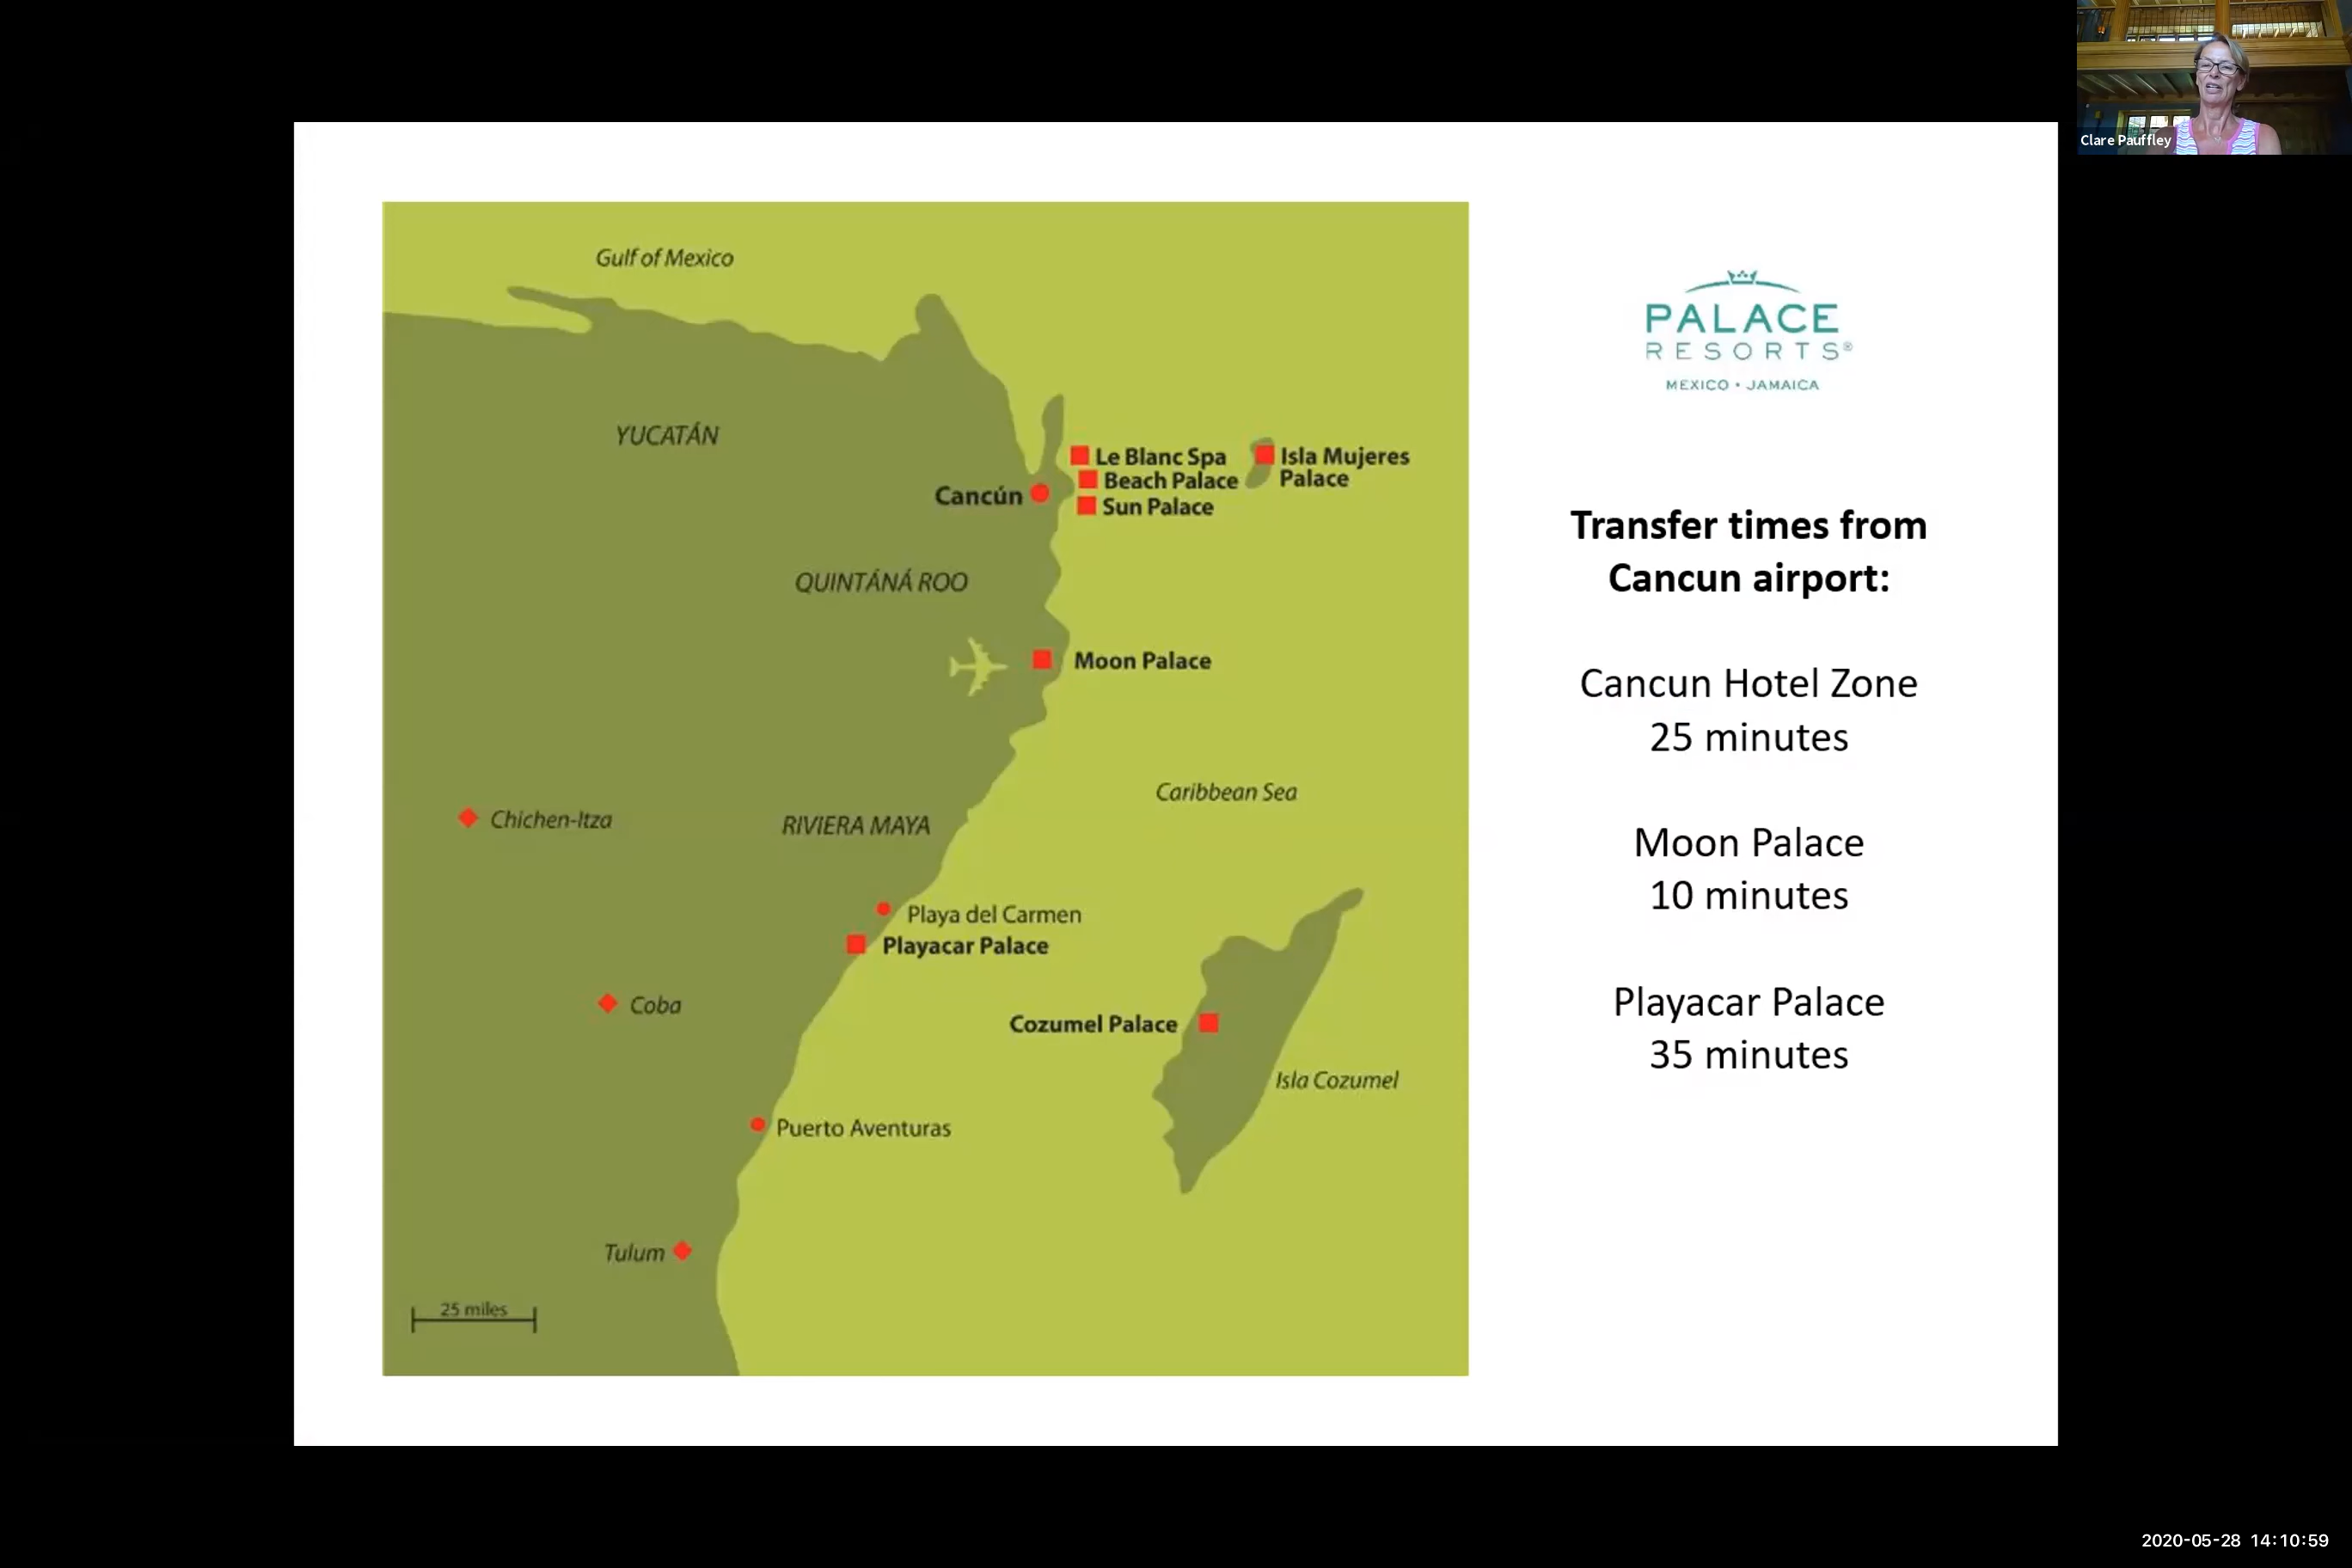 Clare Pauffley
Gulf of Mexico
YUCATÁN
Le Blanc Spa
Beach Palace
Sun Palace
Isla Mujeres
Palace
Cancún
QUINTÁNÁ ROO
Moon Palace
Caribbean Sea
Chichen-Itza
RIVIERA MAYA
Playa del Carmen
Playacar Palace
Coba
Cozumel Palace
Isla Cozumel
Puerto Aventuras
Tulum
25 miles
PALACE
RESORTS®
MEXICO • JAMAICA
Transfer times from
Cancun airport:
Cancun Hotel Zone
25 minutes
Moon Palace
10 minutes
Playacar Palace
35 minutes
2020-05-28 14:10:59